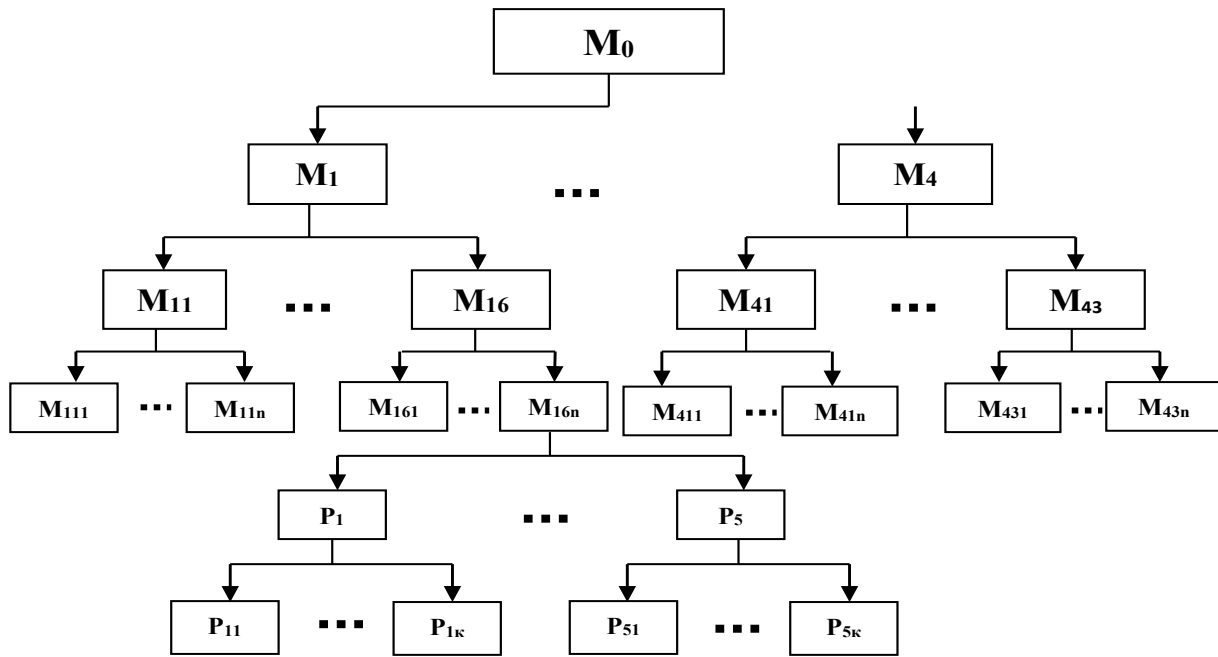 M₀
M₁ ... M₄
M₁₁ ... M₁₆ M₄₁ ... M₄₃
M₁₁₁ ... M₁₁ₙ M₁₆₁ ... M₁₆ₙ M₄₁₁ ... M₄₁ₙ M₄₃₁ ... M₄₃ₙ
P₁ ... P₅
P₁₁ ... P₁к P₅₁ ... P₅к